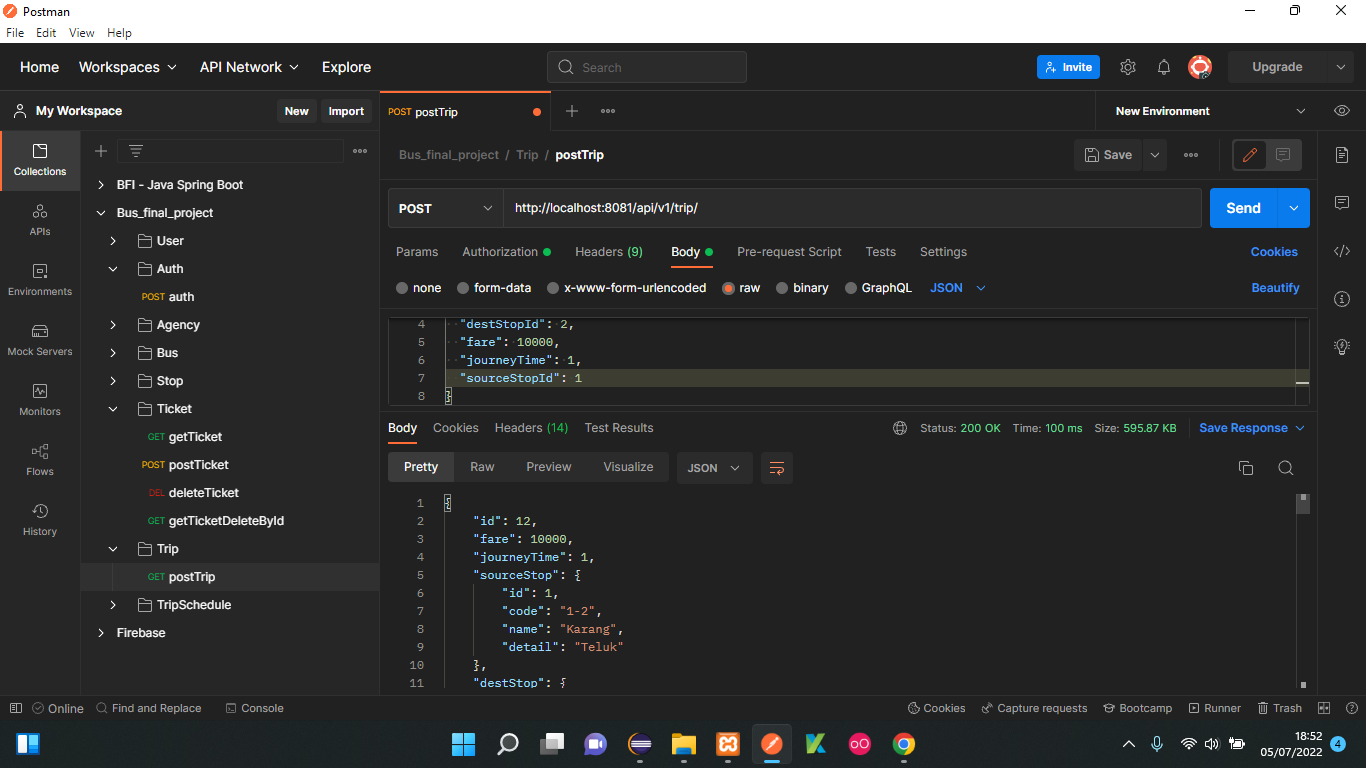 Postman
File Edit View Help
Home Workspaces API Network Explore Search Invite Upgrade
My Workspace New Import POST postTrip New Environment
Collections
APIs
Environments
Mock Servers
Monitors
Flows
History
BFI - Java Spring Boot
Bus_final_project
User
Auth
POST auth
Agency
Bus
Stop
Ticket
GET getTicket
POST postTicket
DEL deleteTicket
GET getTicketDeleteById
Trip
GET postTrip
TripSchedule
Firebase
Bus_final_project / Trip / postTrip Save
POST http://localhost:8081/api/v1/trip/ Send
Params Authorization Headers (9) Body Pre-request Script Tests Settings Cookies
none form-data x-www-form-urlencoded raw binary GraphQL JSON Beautify
4 "destStopId": 2,
5 "fare": 10000,
6 "journeyTime": 1,
7 "sourceStopId": 1
8 }
Body Cookies Headers (14) Test Results Status: 200 OK Time: 100 ms Size: 595.87 KB Save Response
Pretty Raw Preview Visualize JSON
1 {
2 "id": 12,
3 "fare": 10000,
4 "journeyTime": 1,
5 "sourceStop": {
6 "id": 1,
7 "code": "1-2",
8 "name": "Karang",
9 "detail": "Teluk"
10 },
11 "destStop": {
Online Find and Replace Console Cookies Capture requests Bootcamp Runner Trash
18:52
05/07/2022 4